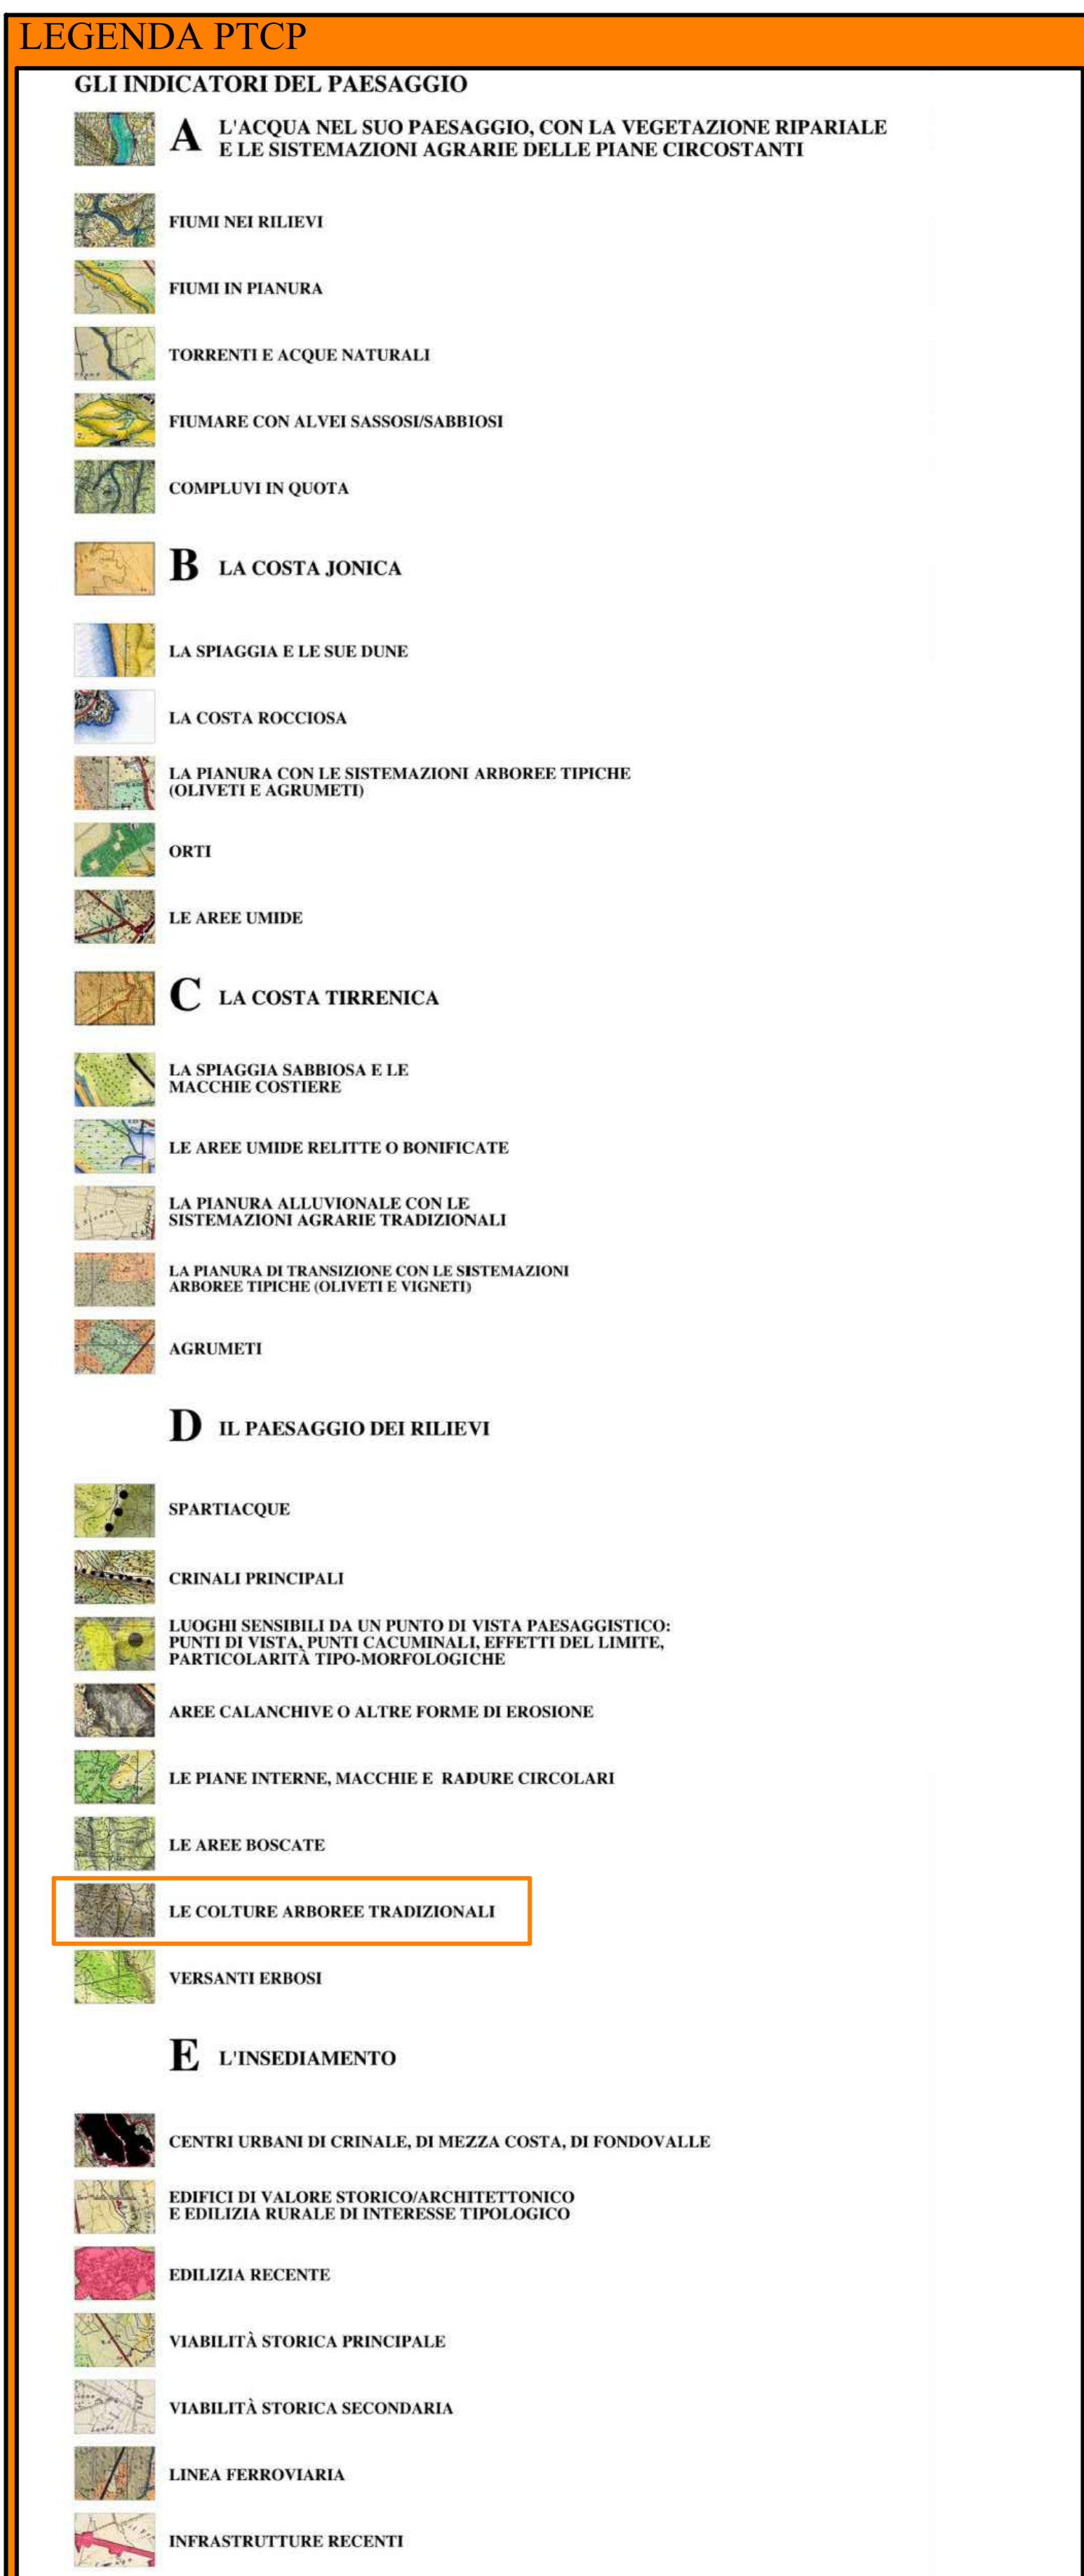 LEGENDA PTCP
GLI INDICATORI DEL PAESAGGIO
A L'ACQUA NEL SUO PAESAGGIO, CON LA VEGETAZIONE RIPARIALE
E LE SISTEMAZIONI AGRARIE DELLE PIANE CIRCOSTANTI
FIUMI NEI RILIEVI
FIUMI IN PIANURA
TORRENTI E ACQUE NATURALI
FIUMARE CON ALVEI SASSOSI/SABBIOSI
COMPLUVI IN QUOTA
B LA COSTA JONICA
LA SPIAGGIA E LE SUE DUNE
LA COSTA ROCCIOSA
LA PIANURA CON LE SISTEMAZIONI ARBOREE TIPICHE
(OLIVETI E AGRUMETI)
ORTI
LE AREE UMIDE
C LA COSTA TIRRENICA
LA SPIAGGIA SABBIOSA E LE
MACCHIE COSTIERE
LE AREE UMIDE RELITTE O BONIFICATE
LA PIANURA ALLUVIONALE CON LE
SISTEMAZIONI AGRARIE TRADIZIONALI
LA PIANURA DI TRANSIZIONE CON LE SISTEMAZIONI
ARBOREE TIPICHE (OLIVETI E VIGNETI)
AGRUMETI
D IL PAESAGGIO DEI RILIEVI
SPARTIACQUE
CRINALI PRINCIPALI
LUOGHI SENSIBILI DA UN PUNTO DI VISTA PAESAGGISTICO:
PUNTI DI VISTA, PUNTI CACUMINALI, EFFETTI DEL LIMITE,
PARTICOLARITÀ TIPO-MORFOLOGICHE
AREE CALANCHIVE O ALTRE FORME DI EROSIONE
LE PIANE INTERNE, MACCHIE E RADURE CIRCOLARI
LE AREE BOSCATE
LE COLTURE ARBOREE TRADIZIONALI
VERSANTI ERBOSI
E L'INSEDIAMENTO
CENTRI URBANI DI CRINALE, DI MEZZA COSTA, DI FONDOVALLE
EDIFICI DI VALORE STORICO/ARCHITETTONICO
E EDILIZIA RURALE DI INTERESSE TIPOLOGICO
EDILIZIA RECENTE
VIABILITÀ STORICA PRINCIPALE
VIABILITÀ STORICA SECONDARIA
LINEA FERROVIARIA
INFRASTRUTTURE RECENTI